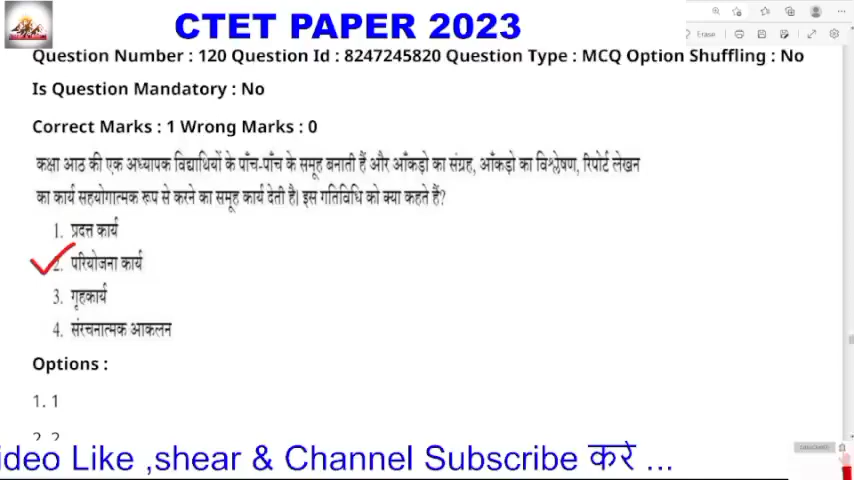 CTET PAPER 2023
Erase
Question Number : 120 Question Id : 8247245820 Question Type : MCQ Option Shuffling : No
Is Question Mandatory : No
Correct Marks : 1 Wrong Marks : 0
कक्षा आठ की एक अध्यापक विद्यार्थियों के पाँच-पाँच के समूह बनाती हैं और आँकड़ो का संग्रह, आँकड़ो का विश्लेषण, रिपोर्ट लेखन
का कार्य सहयोगात्मक रूप से करने का समूह कार्य देती है। इस गतिविधि को क्या कहते हैं?
1. प्रदत्त कार्य
2. परियोजना कार्य
3. गृहकार्य
4. संरचनात्मक आकलन
Options :
1. 1
2. 2
ideo Like ,shear & Channel Subscribe करे ...